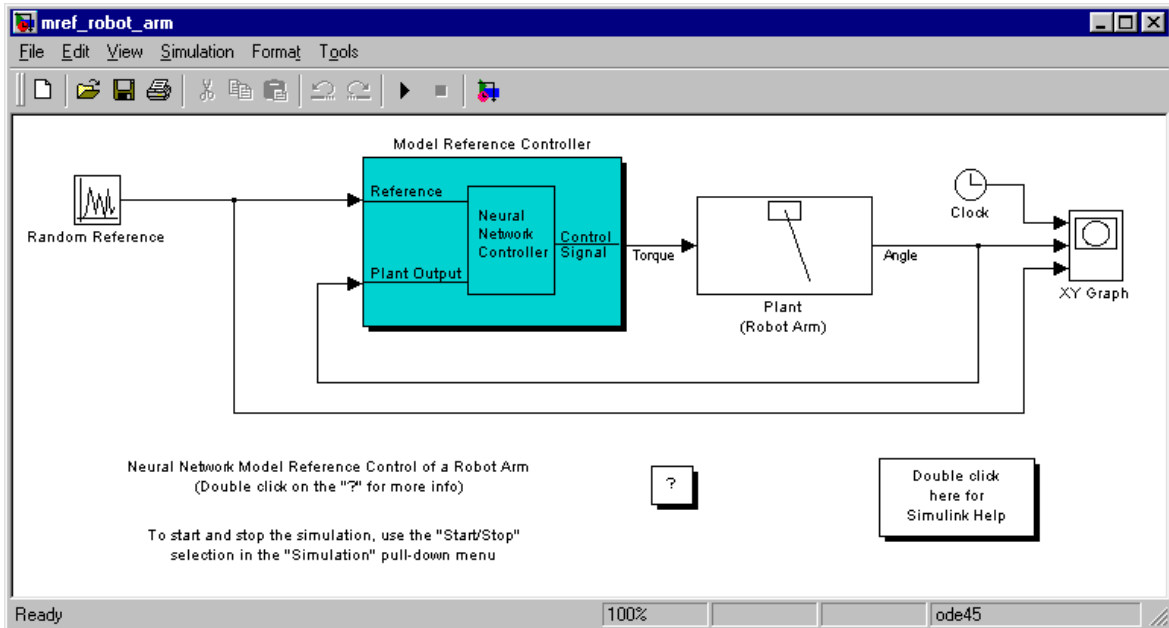 mref_robot_arm
File Edit View Simulation Format Tools
Model Reference Controller
Random Reference
Reference
Plant Output
Neural
Network
Controller
Control
Signal
Torque
Plant
(Robot Arm)
Angle
Clock
XY Graph
Neural Network Model Reference Control of a Robot Arm
(Double click on the "?" for more info)
To start and stop the simulation, use the "Start/Stop"
selection in the "Simulation" pull-down menu
?
Double click
here for
Simulink Help
Ready 100% ode45